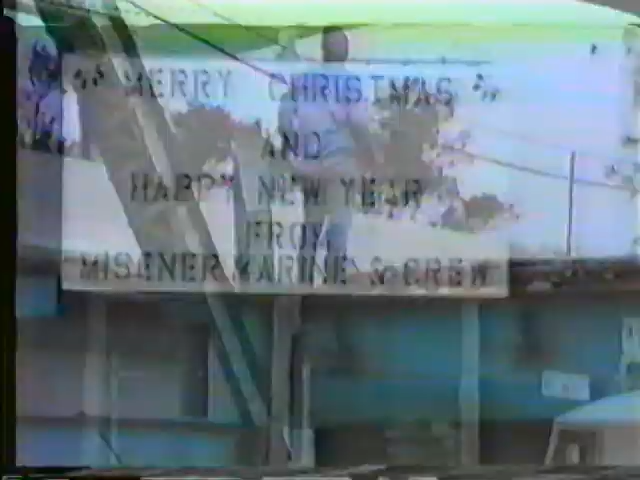 MERRY CHRISTMAS
AND
HAPPY NEW YEAR
FROM
MISENER MARINE & CREW